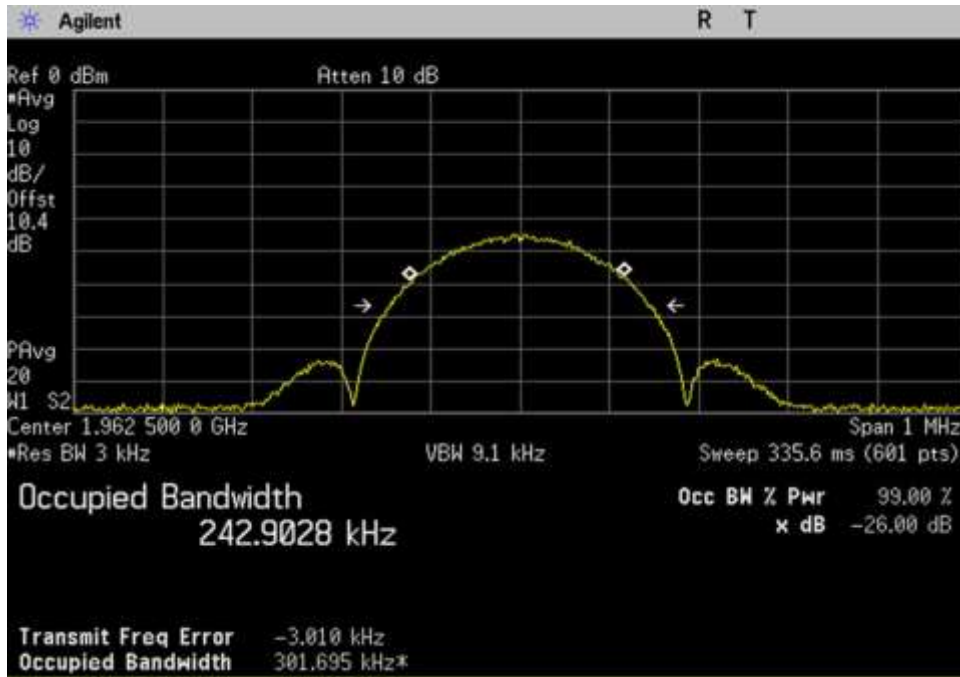 Agilent R T
Ref 0 dBm Atten 10 dB
*Avg
Log
10
dB/
Offst
10.4
dB
PAvg
20
W1 S2
Center 1.962 500 0 GHz Span 1 MHz
*Res BW 3 kHz VBW 9.1 kHz Sweep 335.6 ms (601 pts)
Occupied Bandwidth Occ BW % Pwr 99.00 %
242.9028 kHz x dB -26.00 dB
Transmit Freq Error -3.010 kHz
Occupied Bandwidth 301.695 kHz*